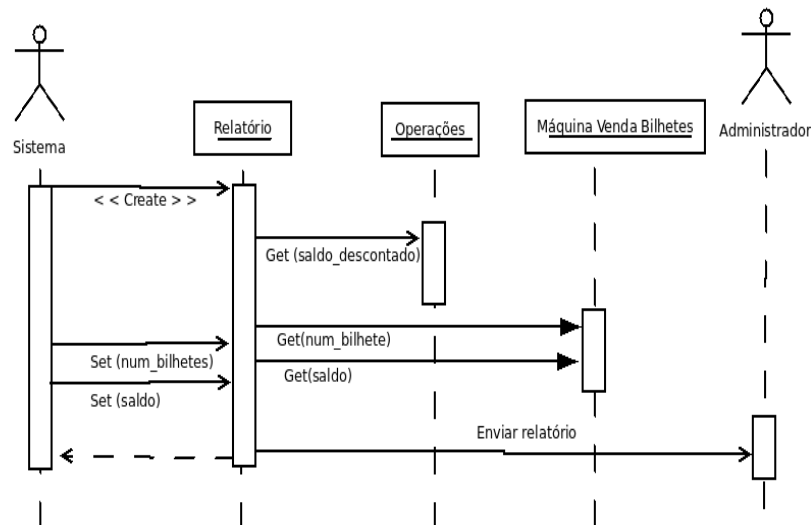 Sistema
Relatório
Operações
Máquina Venda Bilhetes
Administrador
< < Create > >
Get (saldo_descontado)
Get(num_bilhete)
Set (num_bilhetes)
Get(saldo)
Set (saldo)
Enviar relatório